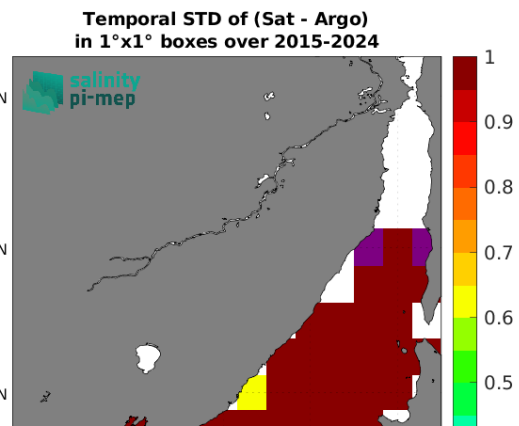 Temporal STD of (Sat - Argo)
in 1°x1° boxes over 2015-2024
salinity
pi-mep
N
N
N
1
0.9
0.8
0.7
0.6
0.5